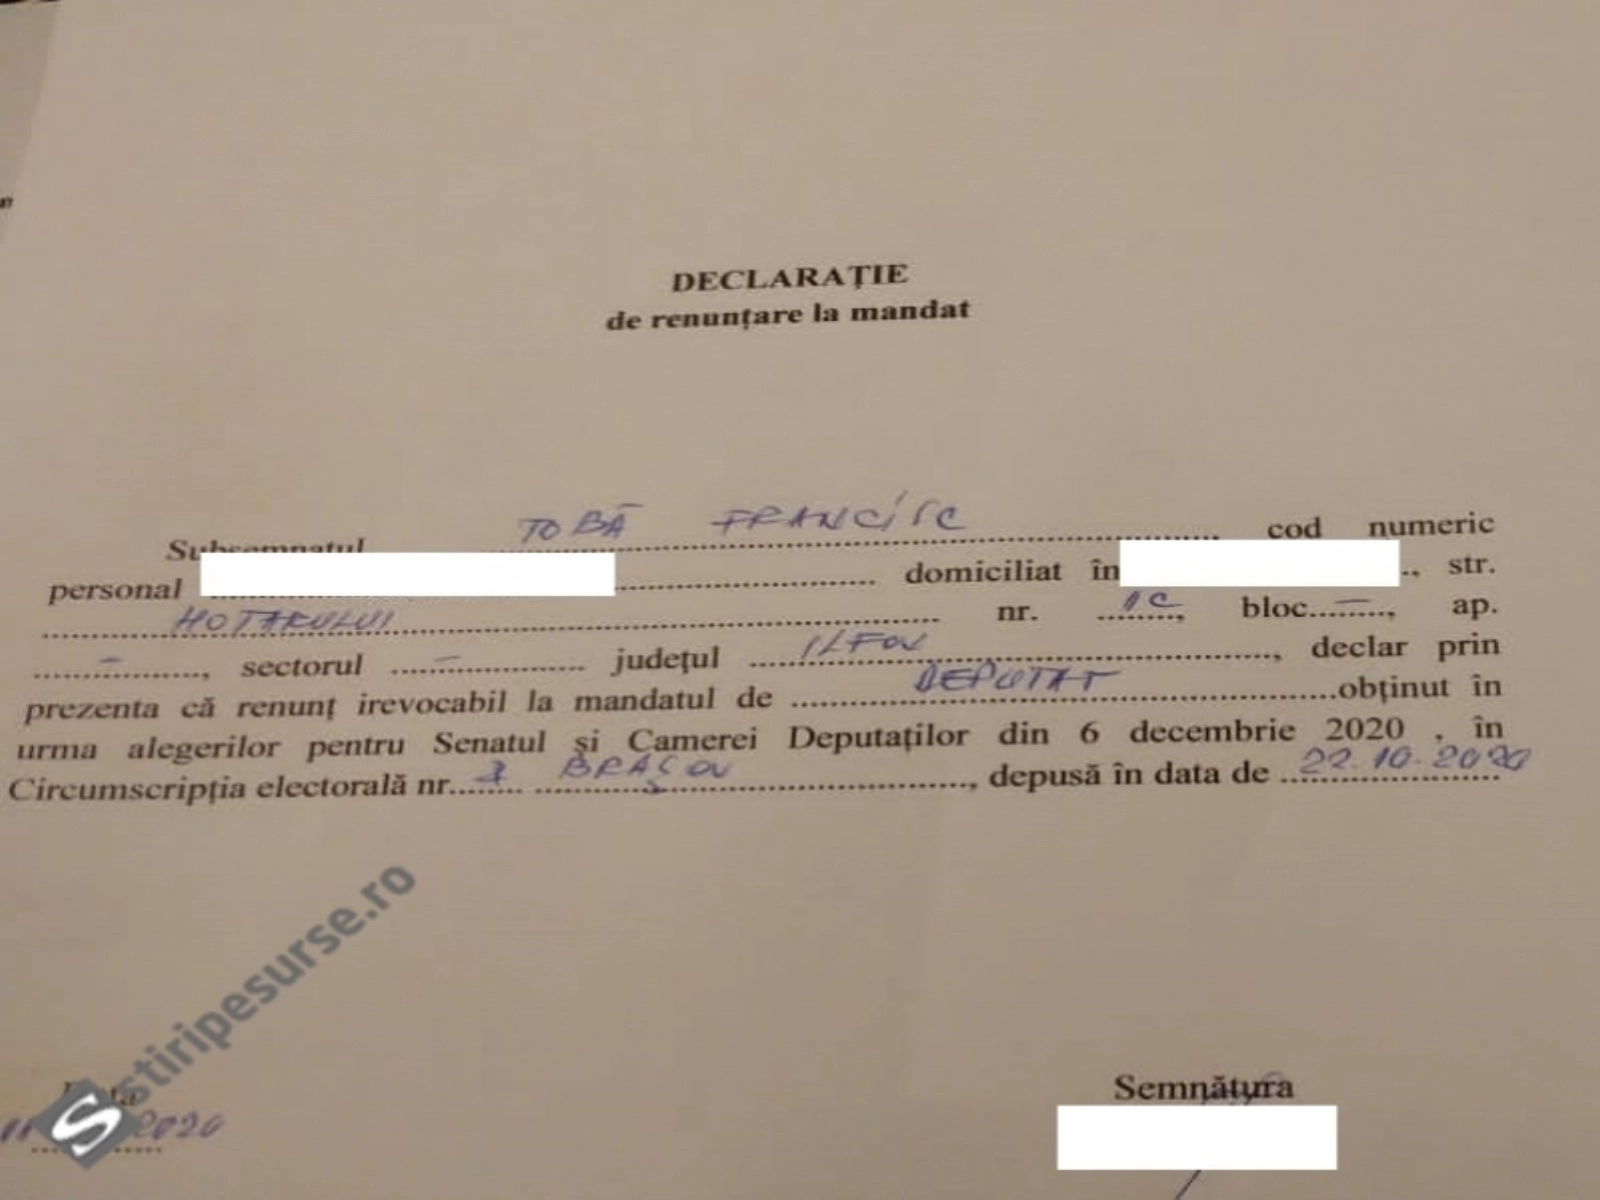 DECLARAȚIE
de renunțare la mandat
Subsemnatul TOBĂ FRANCISC, cod numeric
personal domiciliat în, str.
HOTARULUI nr. 1C, bloc -, ap.
-, sectorul - județul ILFOV, declar prin
prezenta că renunț irevocabil la mandatul de DEPUTAT obținut în
urma alegerilor pentru Senatul și Camerei Deputaților din 6 decembrie 2020 , în
Circumscripția electorală nr. BRAȘOV, depusă în data de 22.10.2020
Semnătura
2020
stiripesurse.ro